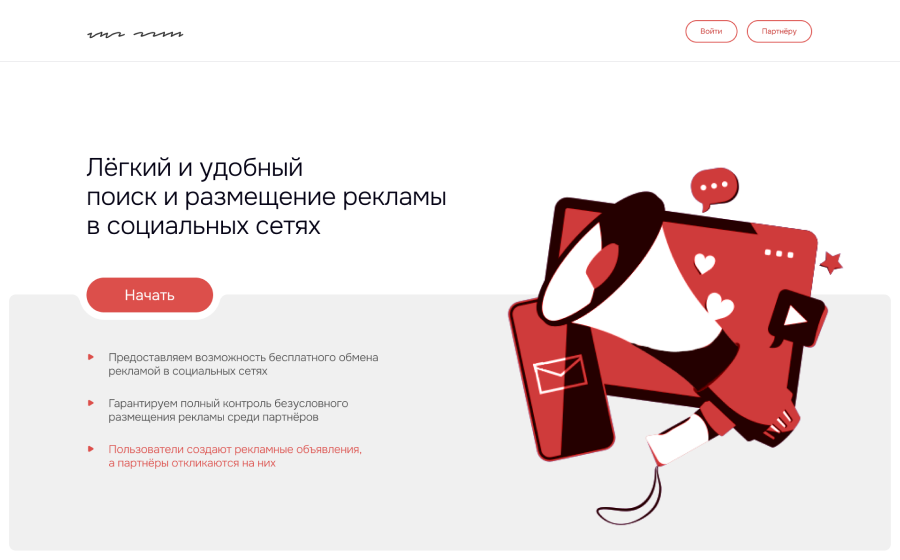 Войти
Партнёру
Лёгкий и удобный
поиск и размещение рекламы
в социальных сетях
Начать
Предоставляем возможность бесплатного обмена
рекламой в социальных сетях
Гарантируем полный контроль безусловного
размещения рекламы среди партнёров
Пользователи создают рекламные объявления,
а партнёры откликаются на них